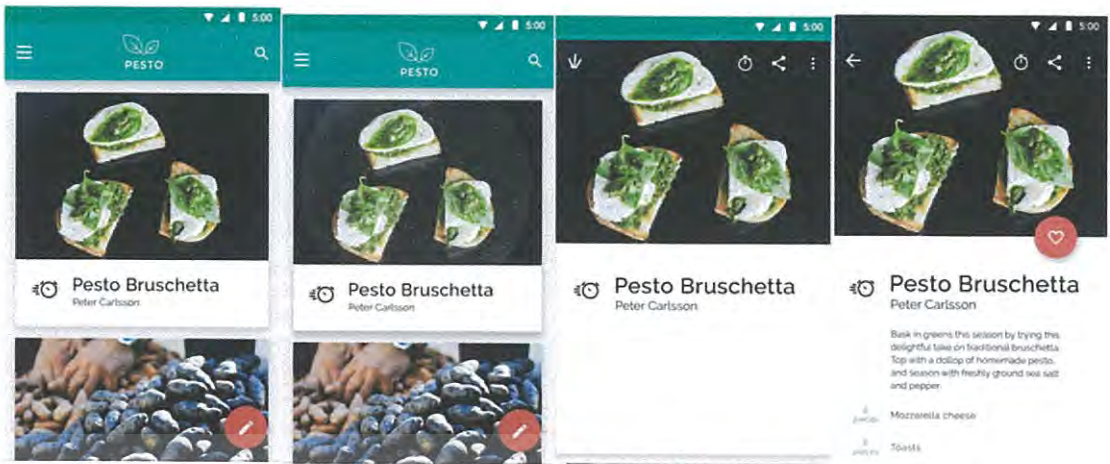 5:00
PESTO
Pesto Bruschetta
Peter Carlsson
5:00
PESTO
Pesto Bruschetta
Peter Carlsson
5:00
Pesto Bruschetta
Peter Carlsson
5:00
Pesto Bruschetta
Peter Carlsson
Bask in greens this season by trying this
delightful take on traditional bruschetta.
Top with a dollop of homemade pesto,
and season with freshly ground sea salt
and pepper.
Mozzarella cheese
Toasts